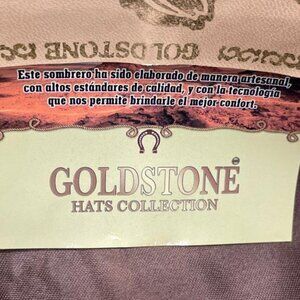 GOLDSTONE
Este sombrero ha sido elaborado de manera artesanal,
con altos estándares de calidad, y con la tecnología
que nos permite brindarle el mejor confort.
GOLDSTONE
HATS COLLECTION